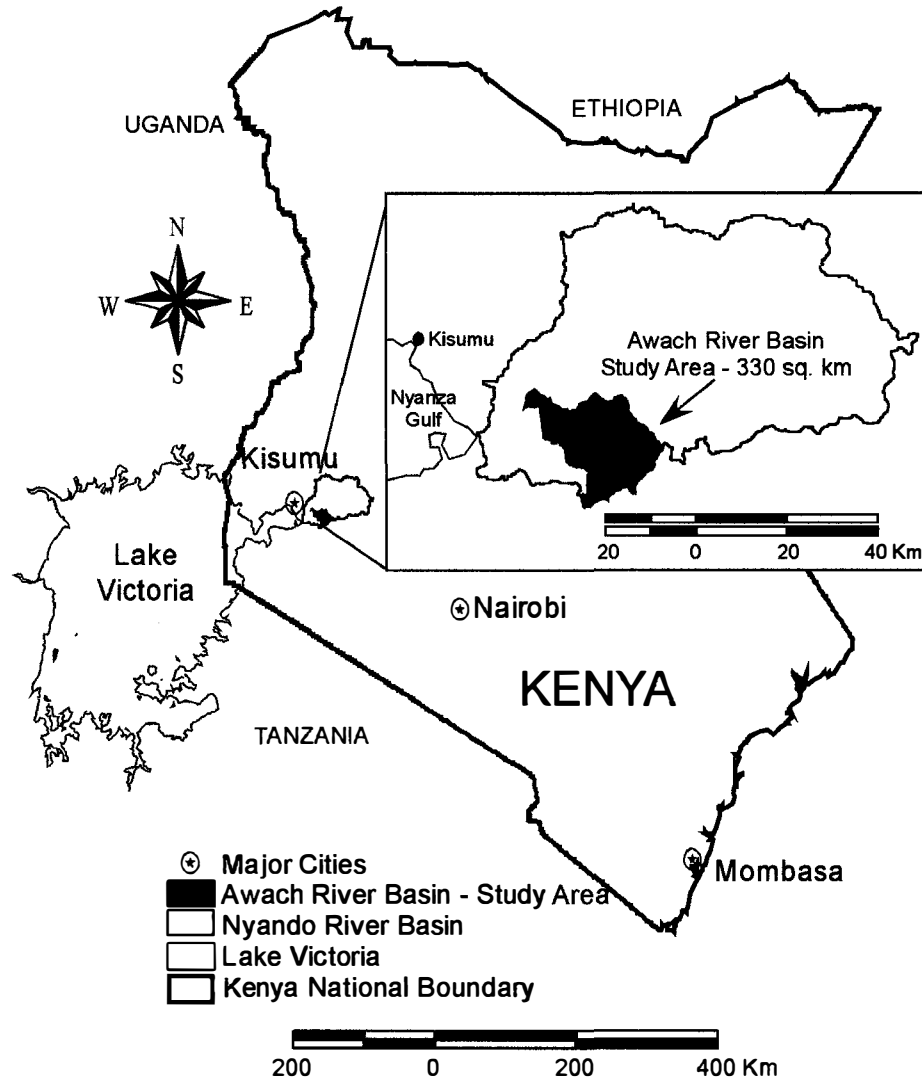 ETHIOPIA
UGANDA
N
W E
S
Kisumu
Awach River Basin
Study Area - 330 sq. km
Nyanza
Gulf
20 0 20 40 Km
Kisumu
Lake
Victoria
Nairobi
KENYA
TANZANIA
Mombasa
Major Cities
Awach River Basin - Study Area
Nyando River Basin
Lake Victoria
Kenya National Boundary
200 0 200 400 Km